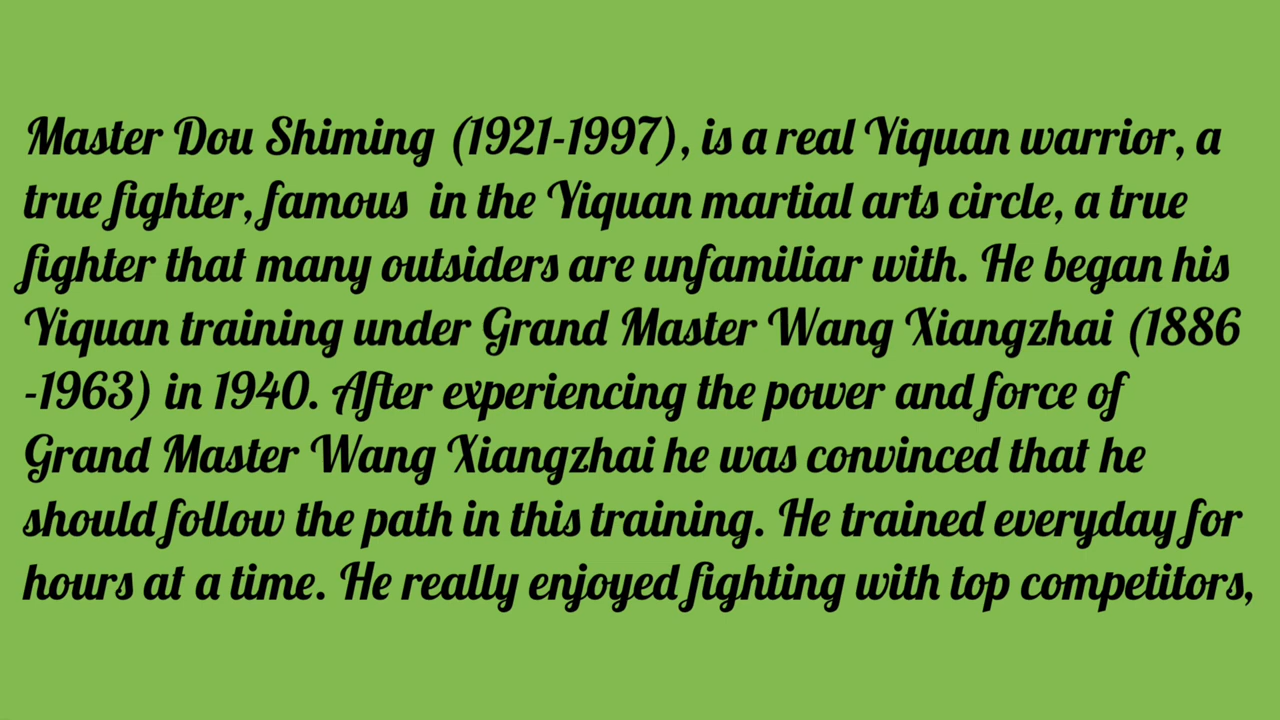 Master Dou Shiming (1921-1997), is a real Yiquan warrior, a
true fighter, famous  in the Yiquan martial arts circle, a true
fighter that many outsiders are unfamiliar with. He began his
Yiquan training under Grand Master Wang Xiangzhai (1886
-1963) in 1940. After experiencing the power and force of
Grand Master Wang Xiangzhai he was convinced that he
should follow the path in this training. He trained everyday for
hours at a time. He really enjoyed fighting with top competitors,